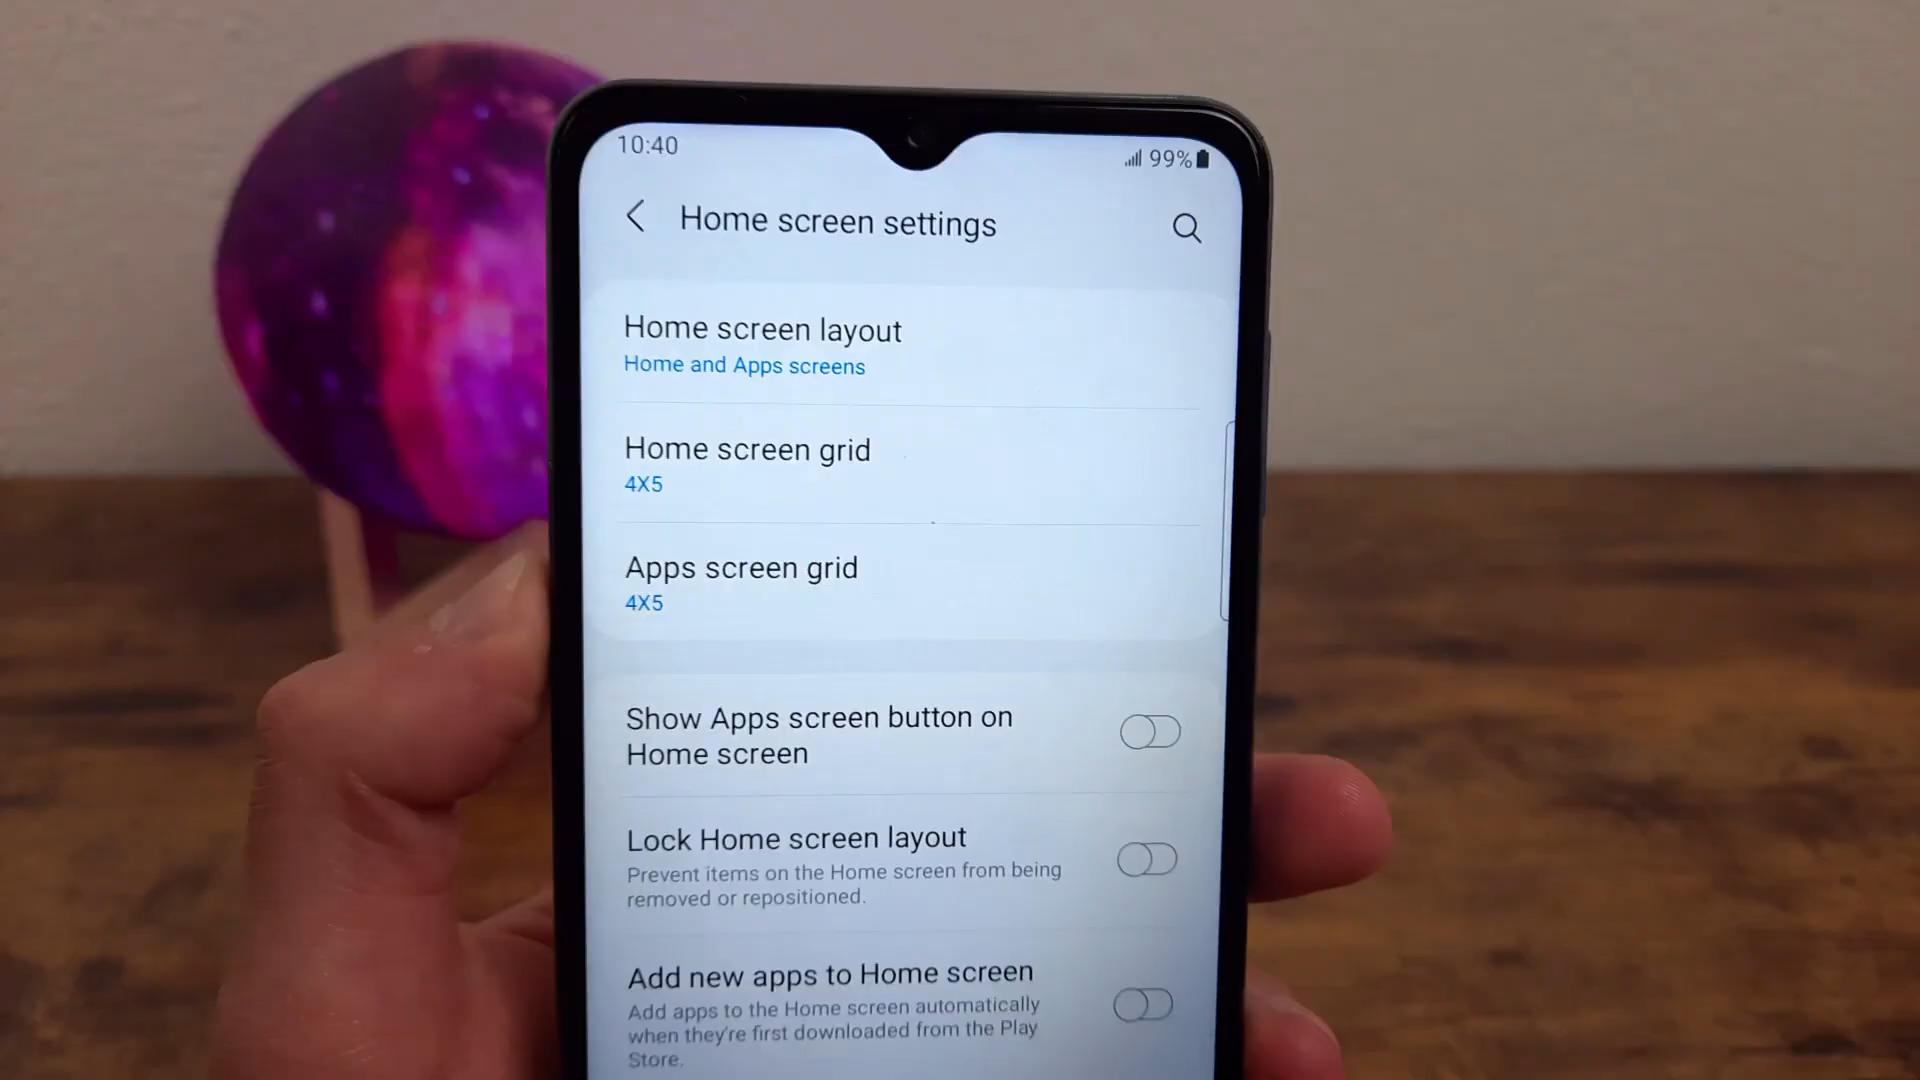 10:40
99%
Home screen settings
Home screen layout
Home and Apps screens
Home screen grid
4X5
Apps screen grid
4X5
Show Apps screen button on
Home screen
Lock Home screen layout
Prevent items on the Home screen from being
removed or repositioned.
Add new apps to Home screen
Add apps to the Home screen automatically
when they're first downloaded from the Play
Store.